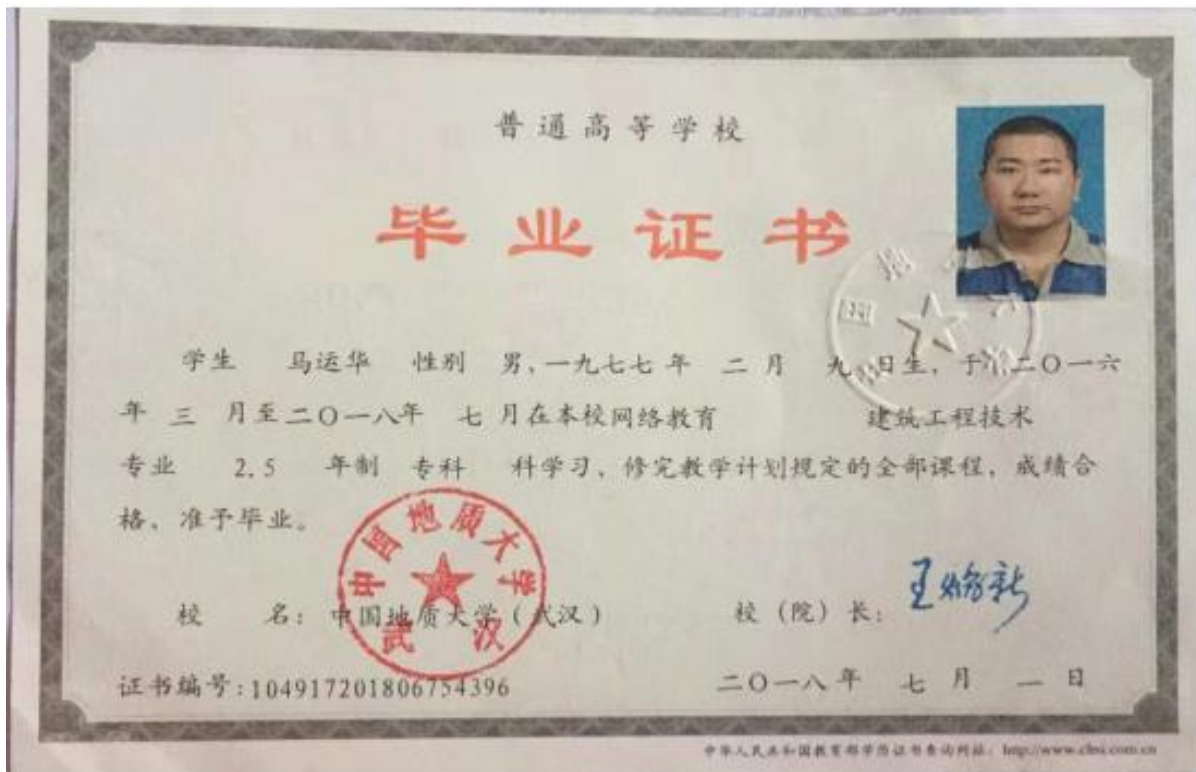 普通高等学校
毕业证书
学生 马运华 性别 男,一九七七年 二月 九日生,于 二〇一六
年 三 月至二〇一八年 七 月在本校网络教育 建筑工程技术
专业 2.5 年制 专科 科学习、修完教学计划规定的全部课程,成绩合
格、准予毕业。
中国地质大学
武汉
校 名:中国地质大学(武汉) 校(院)长:王焰新
证书编号:104917201806754396 二〇一八年 七 月 一 日
中华人民共和国教育部学历证书查询网址:http://www.chsi.com.cn